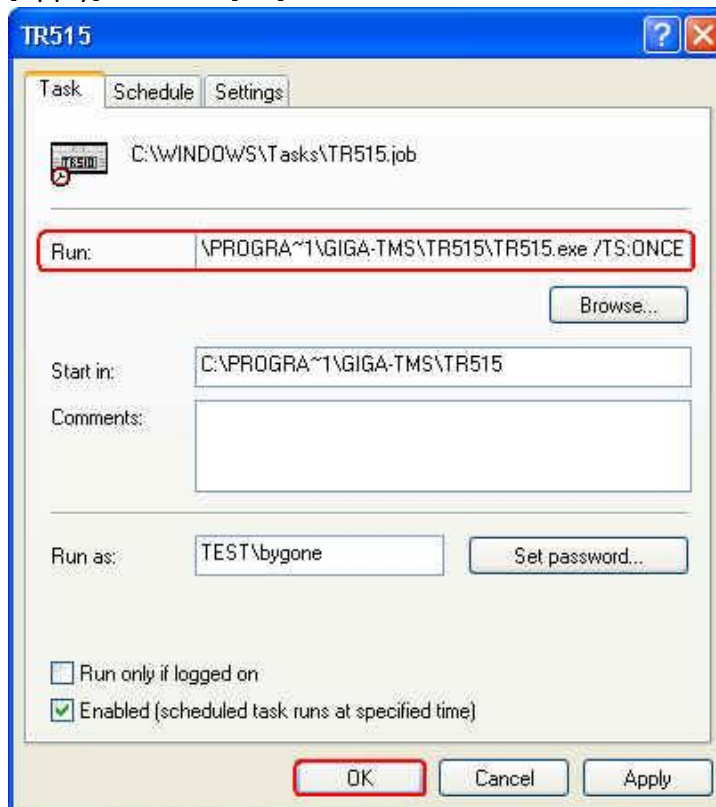 TR515
Task Schedule Settings
C:\WINDOWS\Tasks\TR515.job
Run: \PROGRA~1\GIGA-TMS\TR515\TR515.exe /TS:ONCE
Browse...
Start in: C:\PROGRA~1\GIGA-TMS\TR515
Comments:
Run as: TEST\bygone Set password...
Run only if logged on
Enabled (scheduled task runs at specified time)
OK Cancel Apply